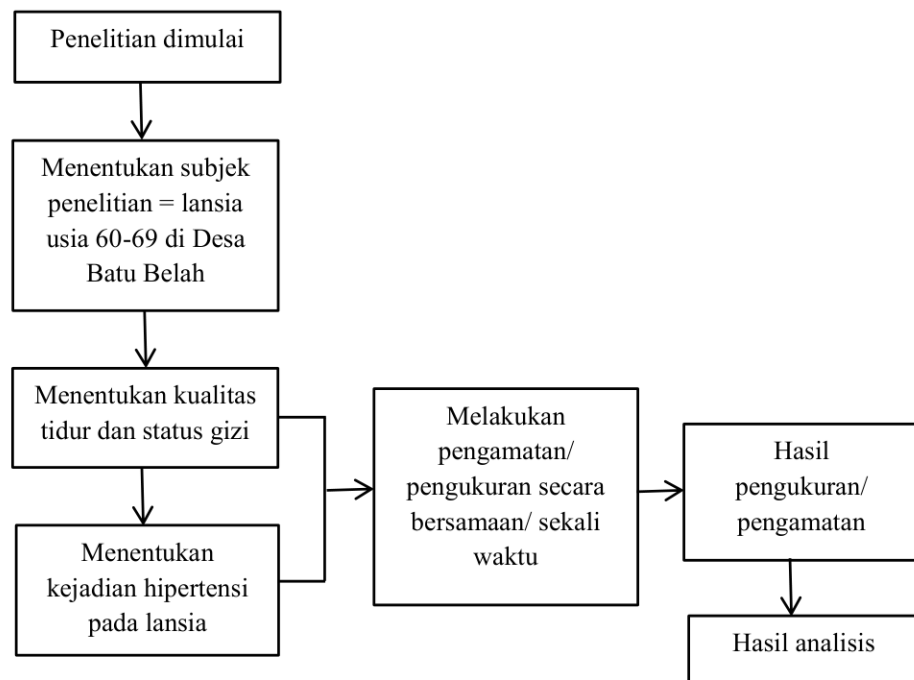 Penelitian dimulai
Menentukan subjek
penelitian = lansia
usia 60-69 di Desa
Batu Belah
Menentukan kualitas
tidur dan status gizi
Menentukan
kejadian hipertensi
pada lansia
Melakukan
pengamatan/
pengukuran secara
bersamaan/ sekali
waktu
Hasil
pengukuran/
pengamatan
Hasil analisis